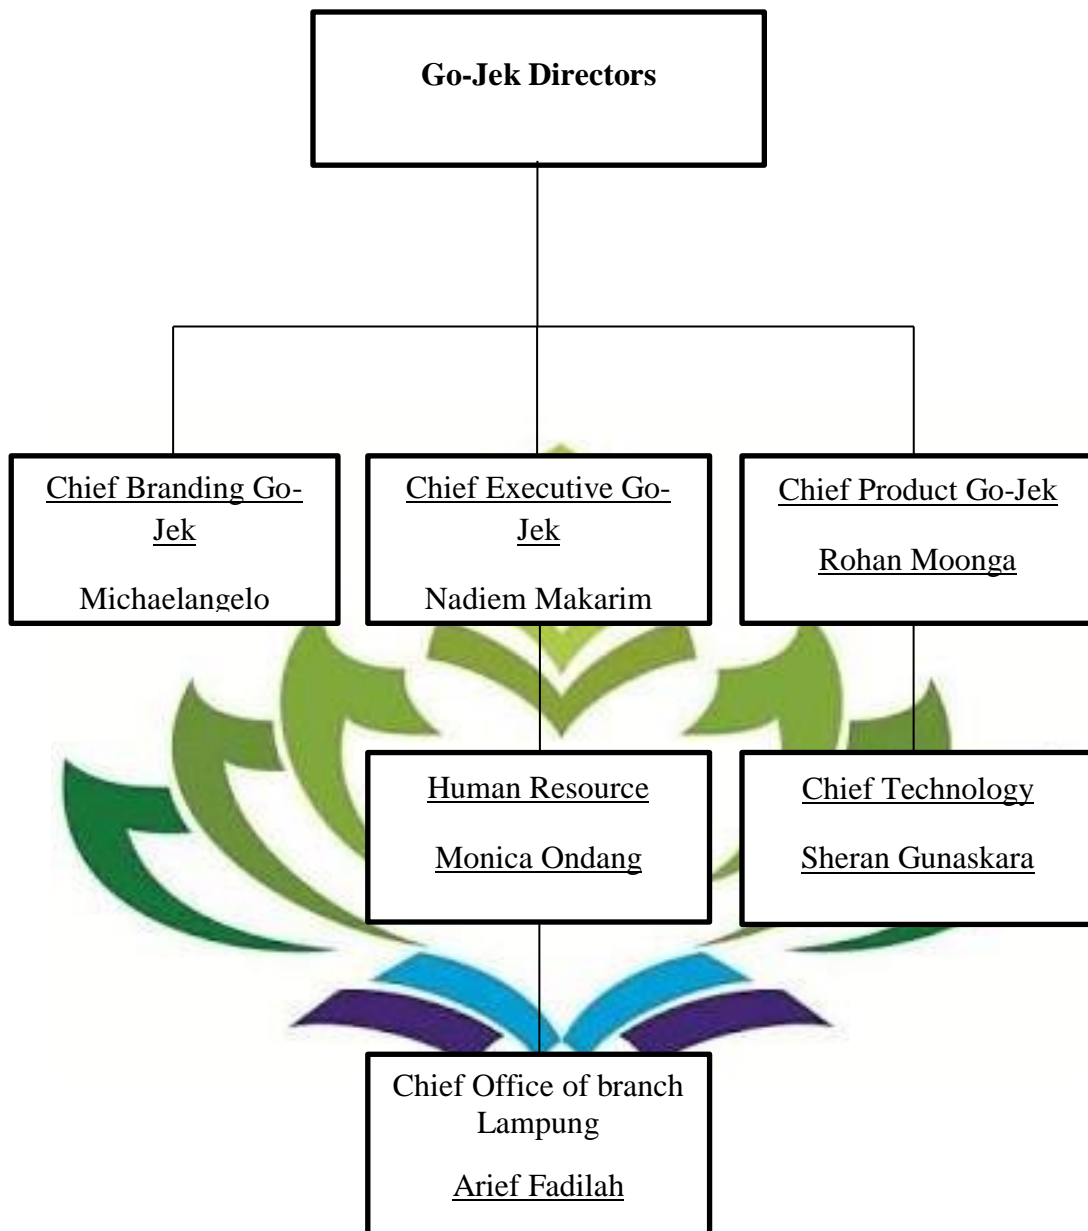 Go-Jek Directors
Chief Branding Go-
Jek
Michaelangelo
Chief Executive Go-
Jek
Nadiem Makarim
Chief Product Go-Jek
Rohan Moonga
Human Resource
Monica Ondang
Chief Technology
Sheran Gunaskara
Chief Office of branch
Lampung
Arief Fadilah